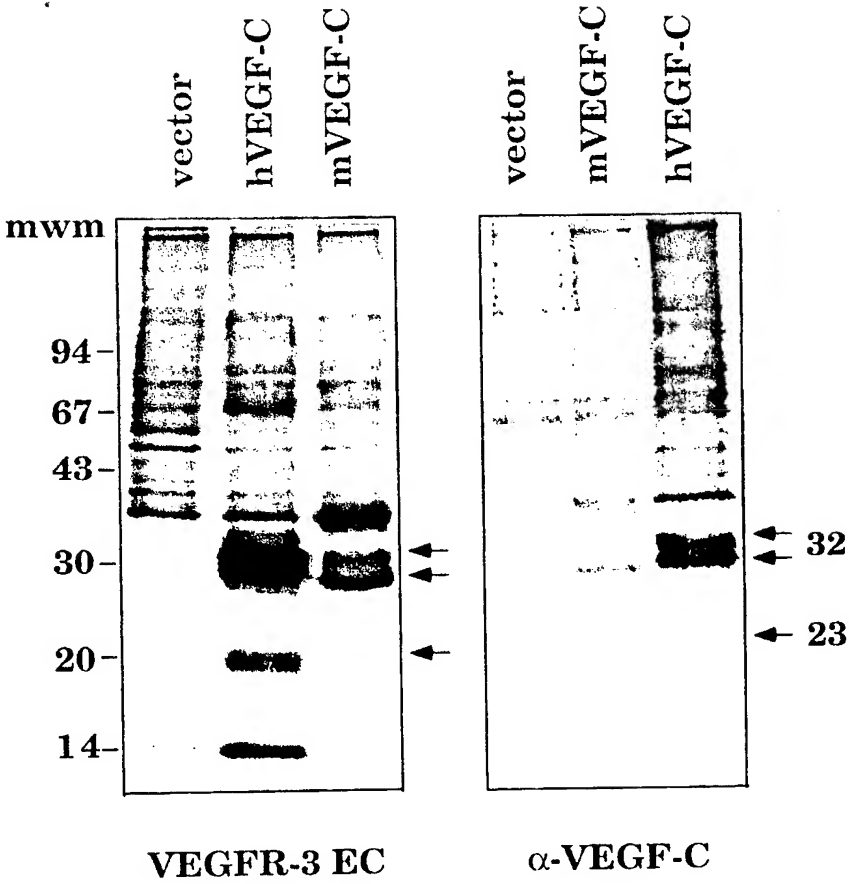 vector
hVEGF-C
mVEGF-C
vector
mVEGF-C
hVEGF-C
mwm
94
67
43
30
20
14
32
23
VEGFR-3 EC
α-VEGF-C